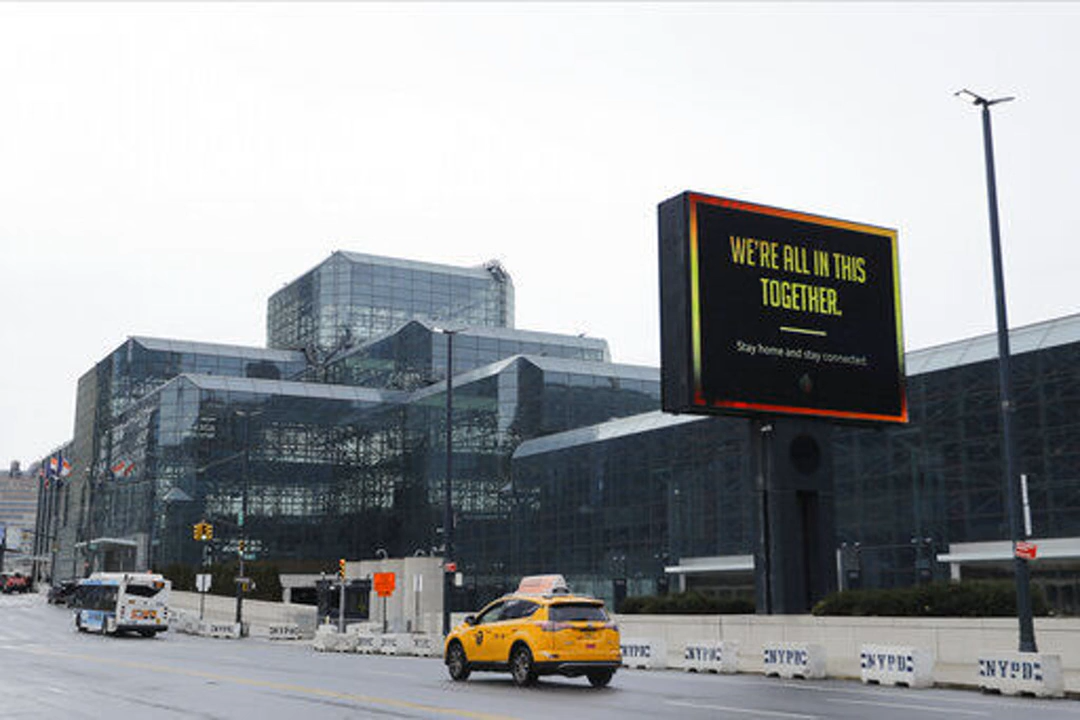 WE'RE ALL IN THIS
TOGETHER.
Stay home and stay connected.
NYPD
NYPD
NYPD
NYPD
NYPD